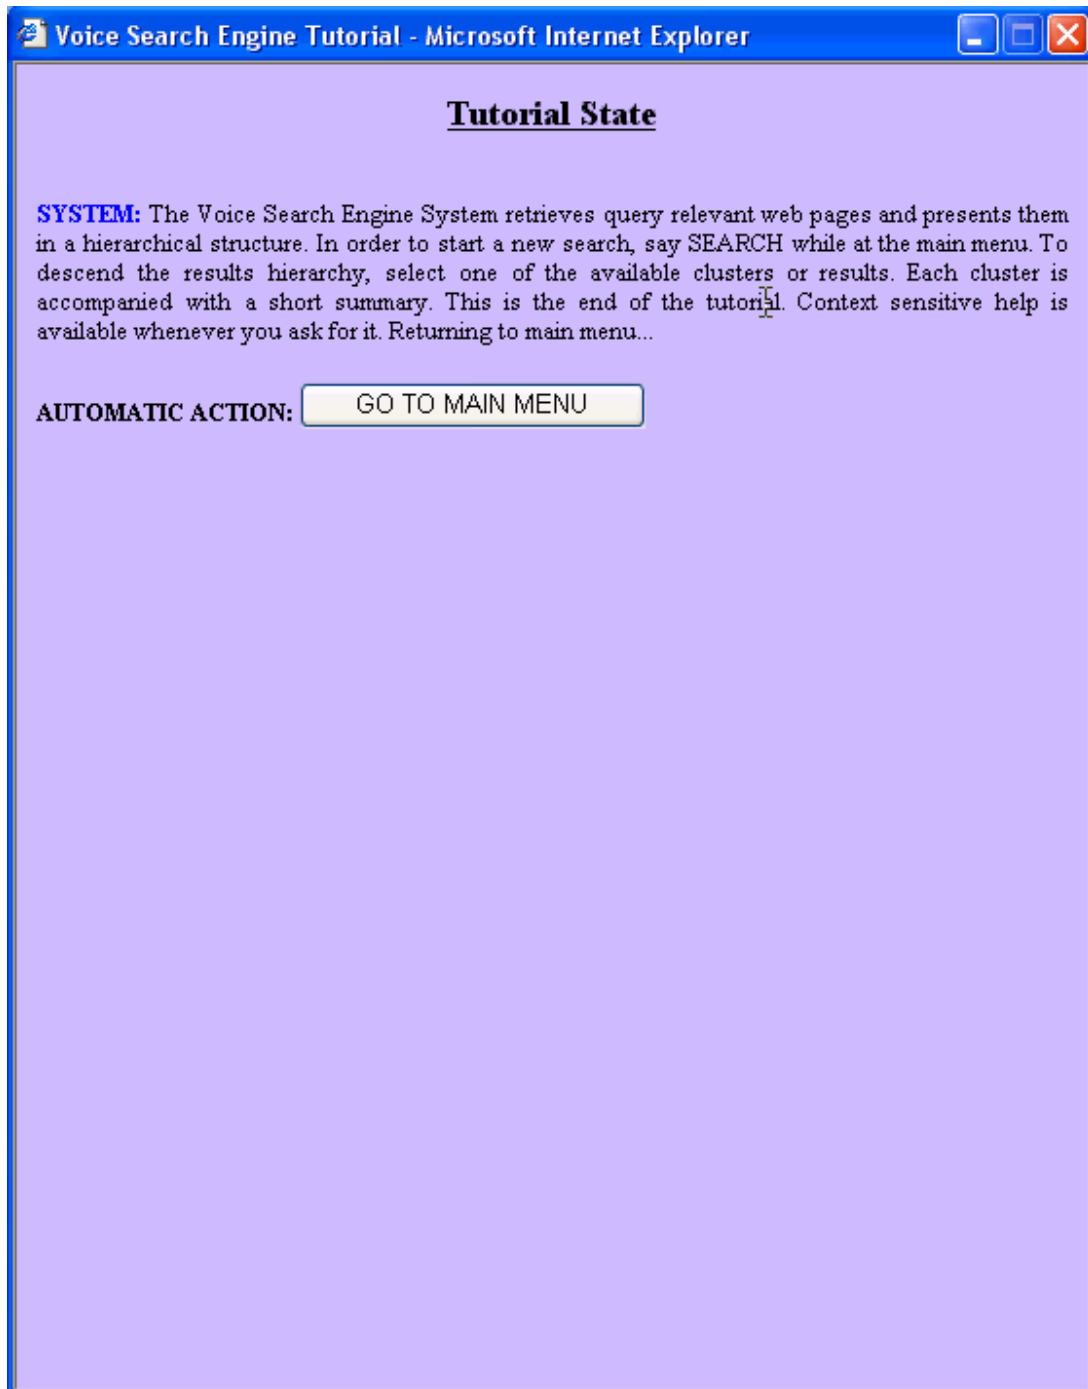 Voice Search Engine Tutorial - Microsoft Internet Explorer
Tutorial State
SYSTEM: The Voice Search Engine System retrieves query relevant web pages and presents them
in a hierarchical structure. In order to start a new search, say SEARCH while at the main menu. To
descend the results hierarchy, select one of the available clusters or results. Each cluster is
accompanied with a short summary. This is the end of the tutorial. Context sensitive help is
available whenever you ask for it. Returning to main menu...
AUTOMATIC ACTION: GO TO MAIN MENU